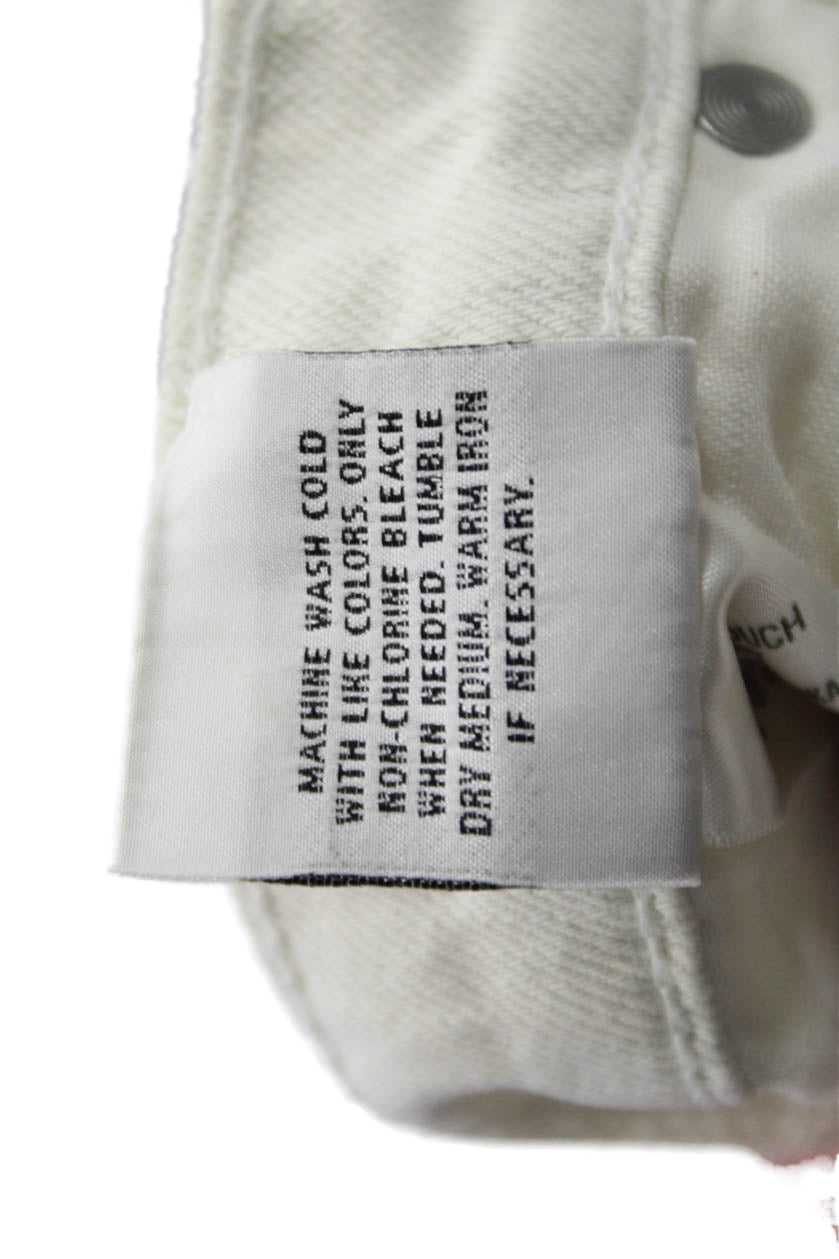 MACHINE WASH COLD
WITH LIKE COLORS. ONLY
NON-CHLORINE BLEACH
WHEN NEEDED. TUMBLE
DRY MEDIUM. WARM IRON
IF NECESSARY.